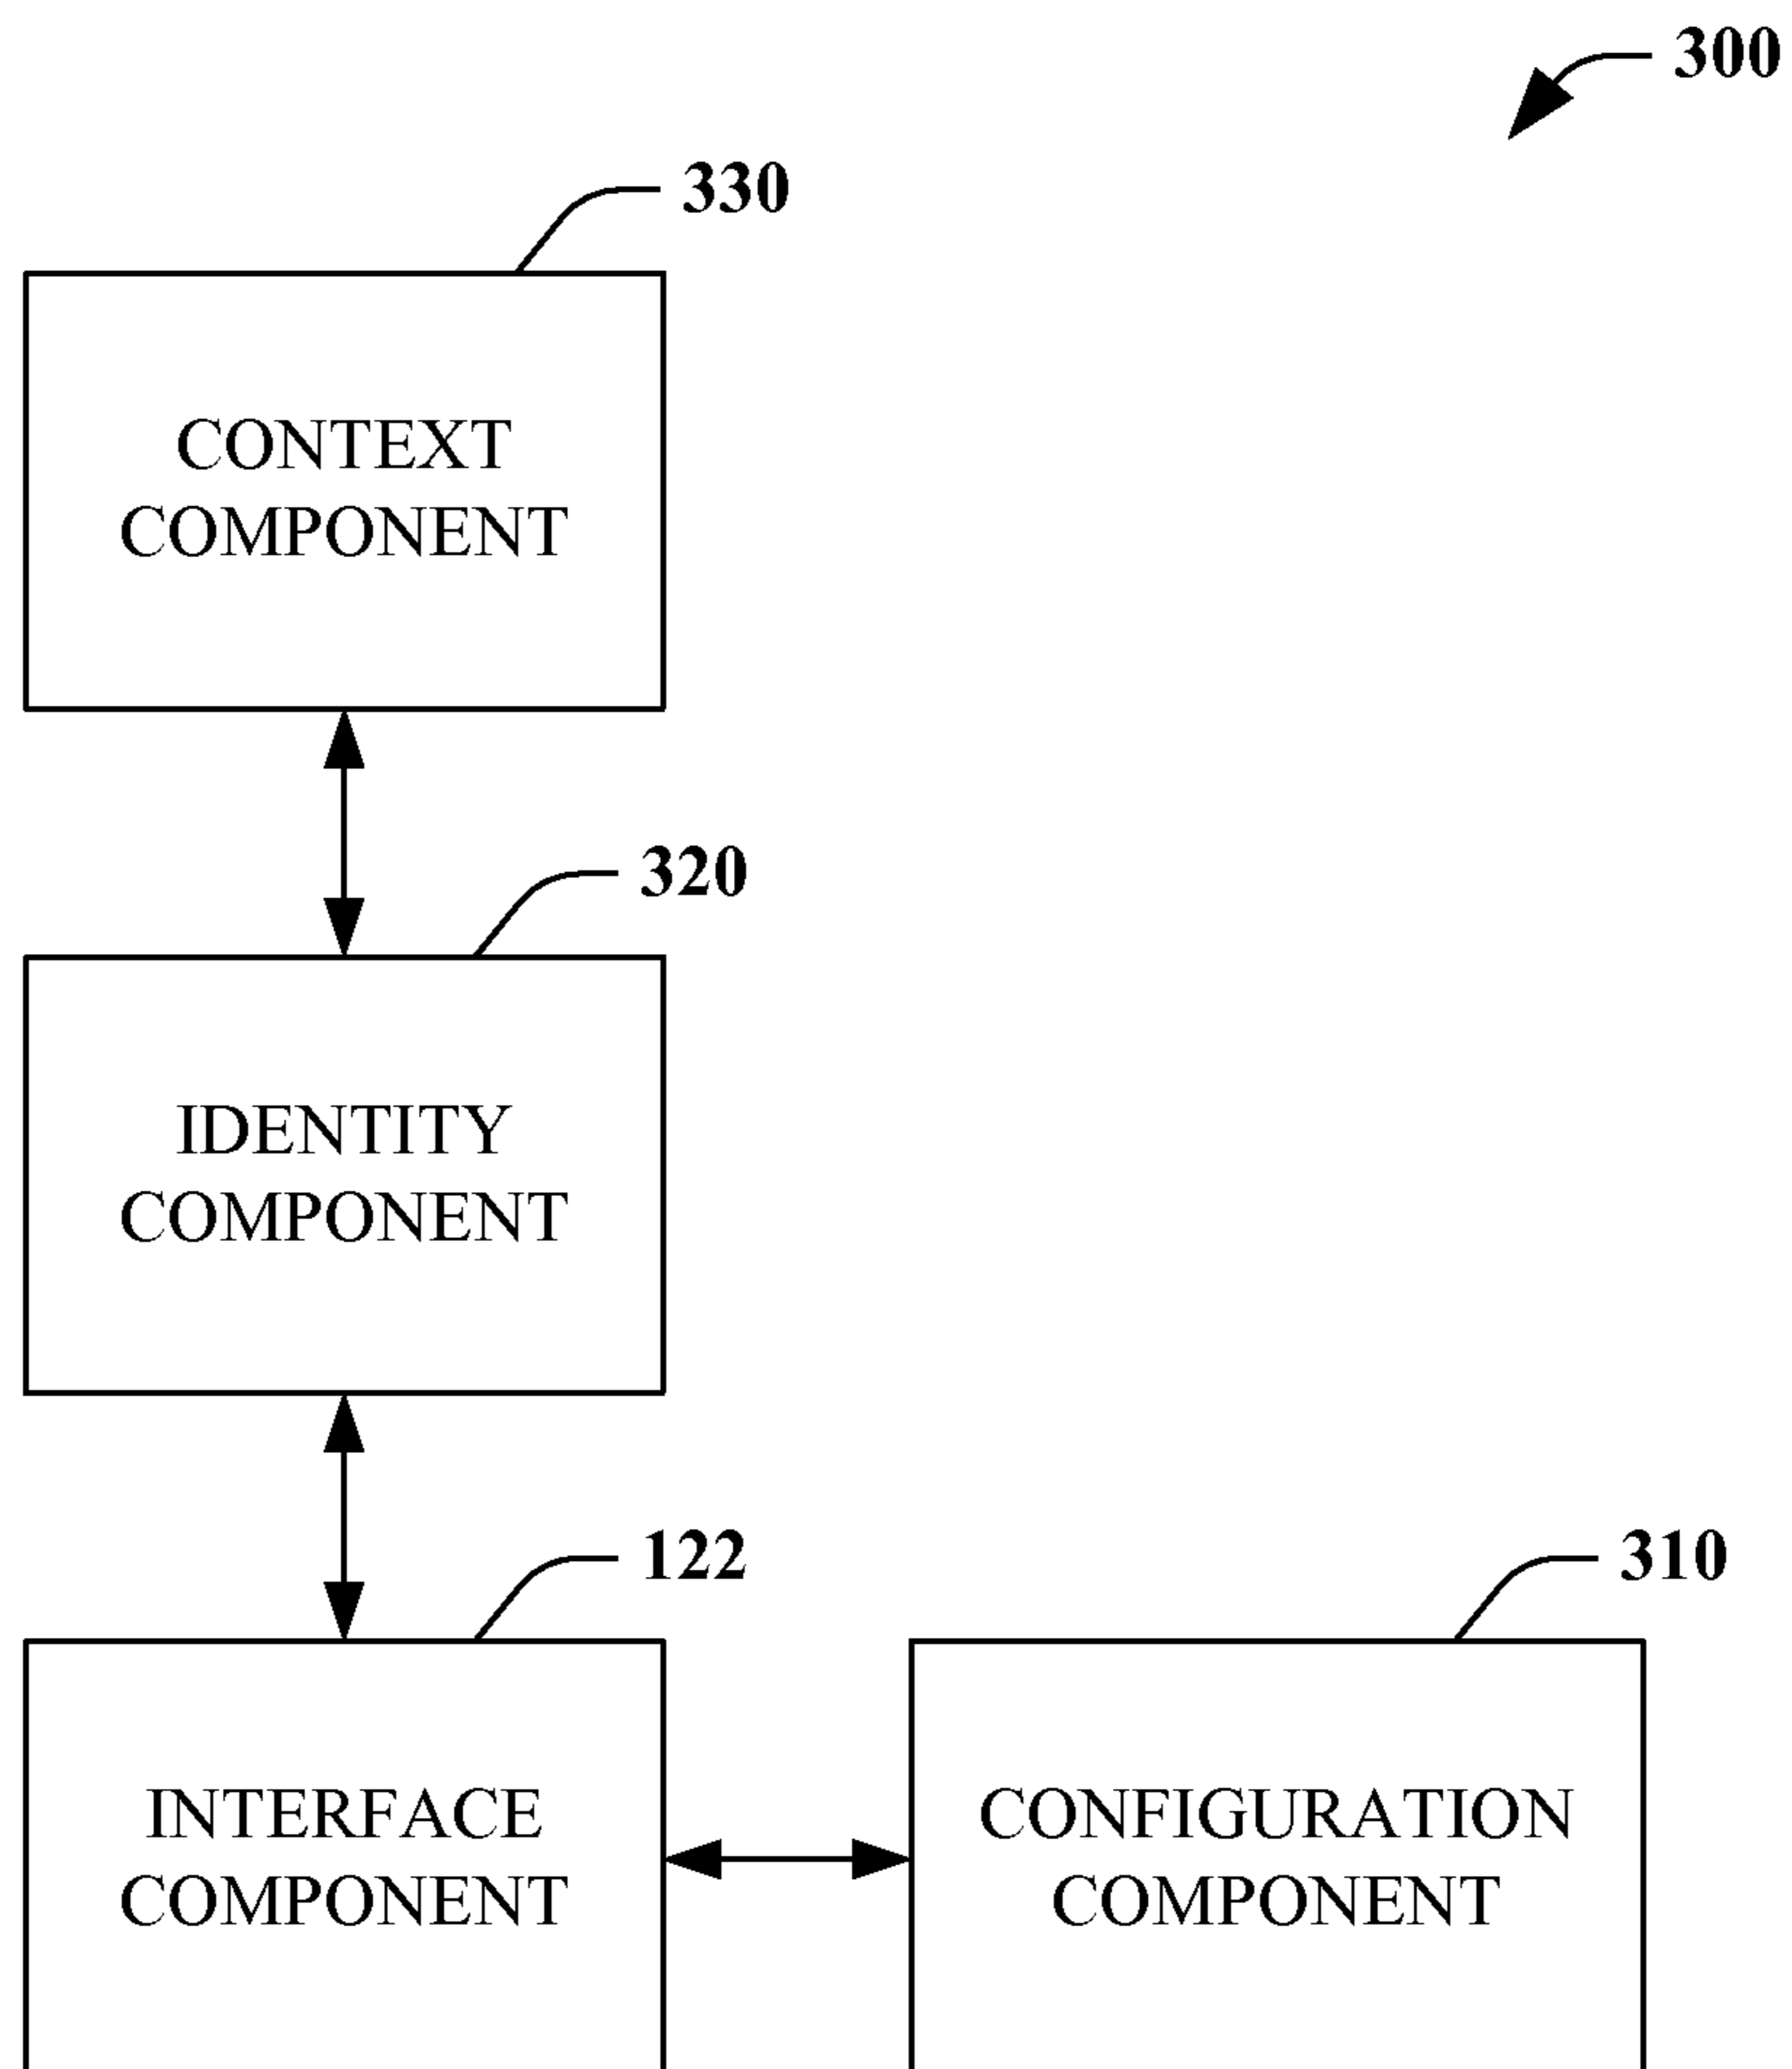 300
330
CONTEXT
COMPONENT
320
IDENTITY
COMPONENT
122
310
INTERFACE
COMPONENT
CONFIGURATION
COMPONENT